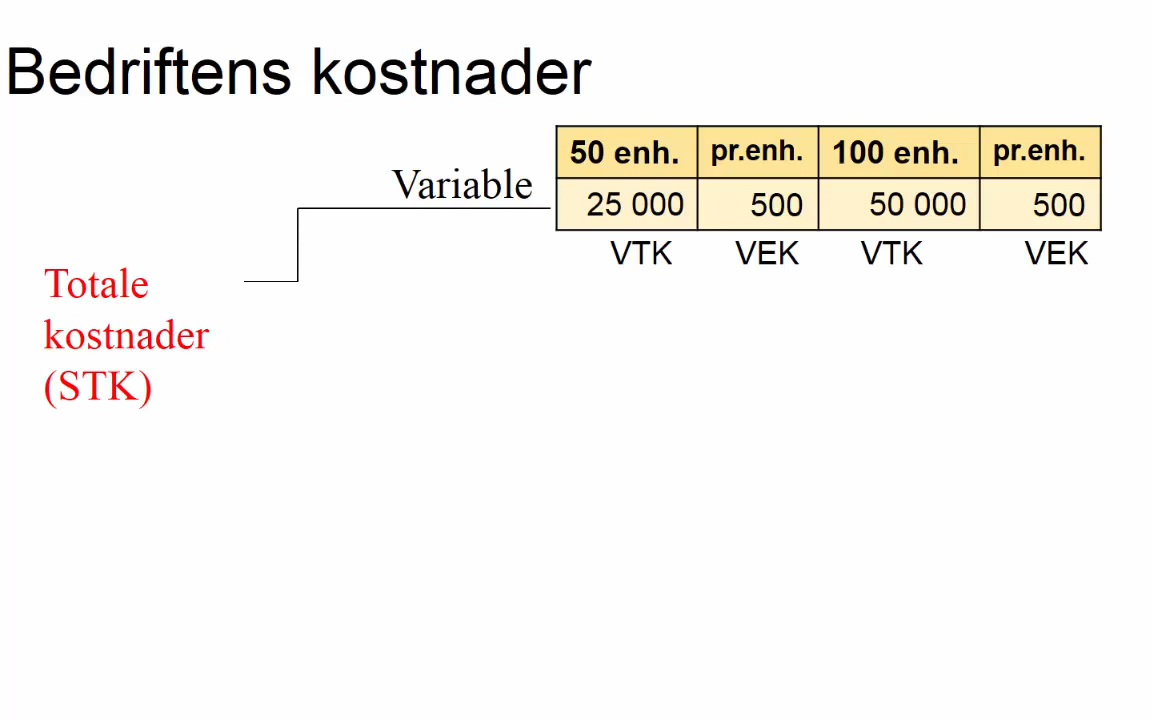 Bedriftens kostnader
50 enh. pr.enh. 100 enh. pr.enh.
Variable 25 000 500 50 000 500
VTK VEK VTK VEK
Totale
kostnader
(STK)